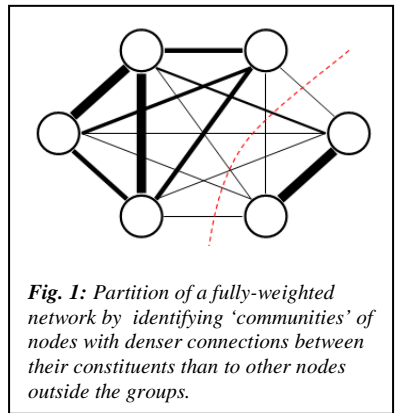 Fig. 1: Partition of a fully-weighted
network by identifying ‘communities’ of
nodes with denser connections between
their constituents than to other nodes
outside the groups.